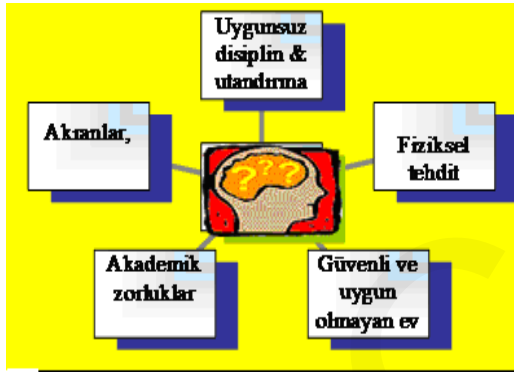 Uygunsuz
disiplin &
utandırma
Akranlar,
Fiziksel
tehdit
? ? ?
Akademik
zorluklar
Güvenli ve
uygun
olmayan ev